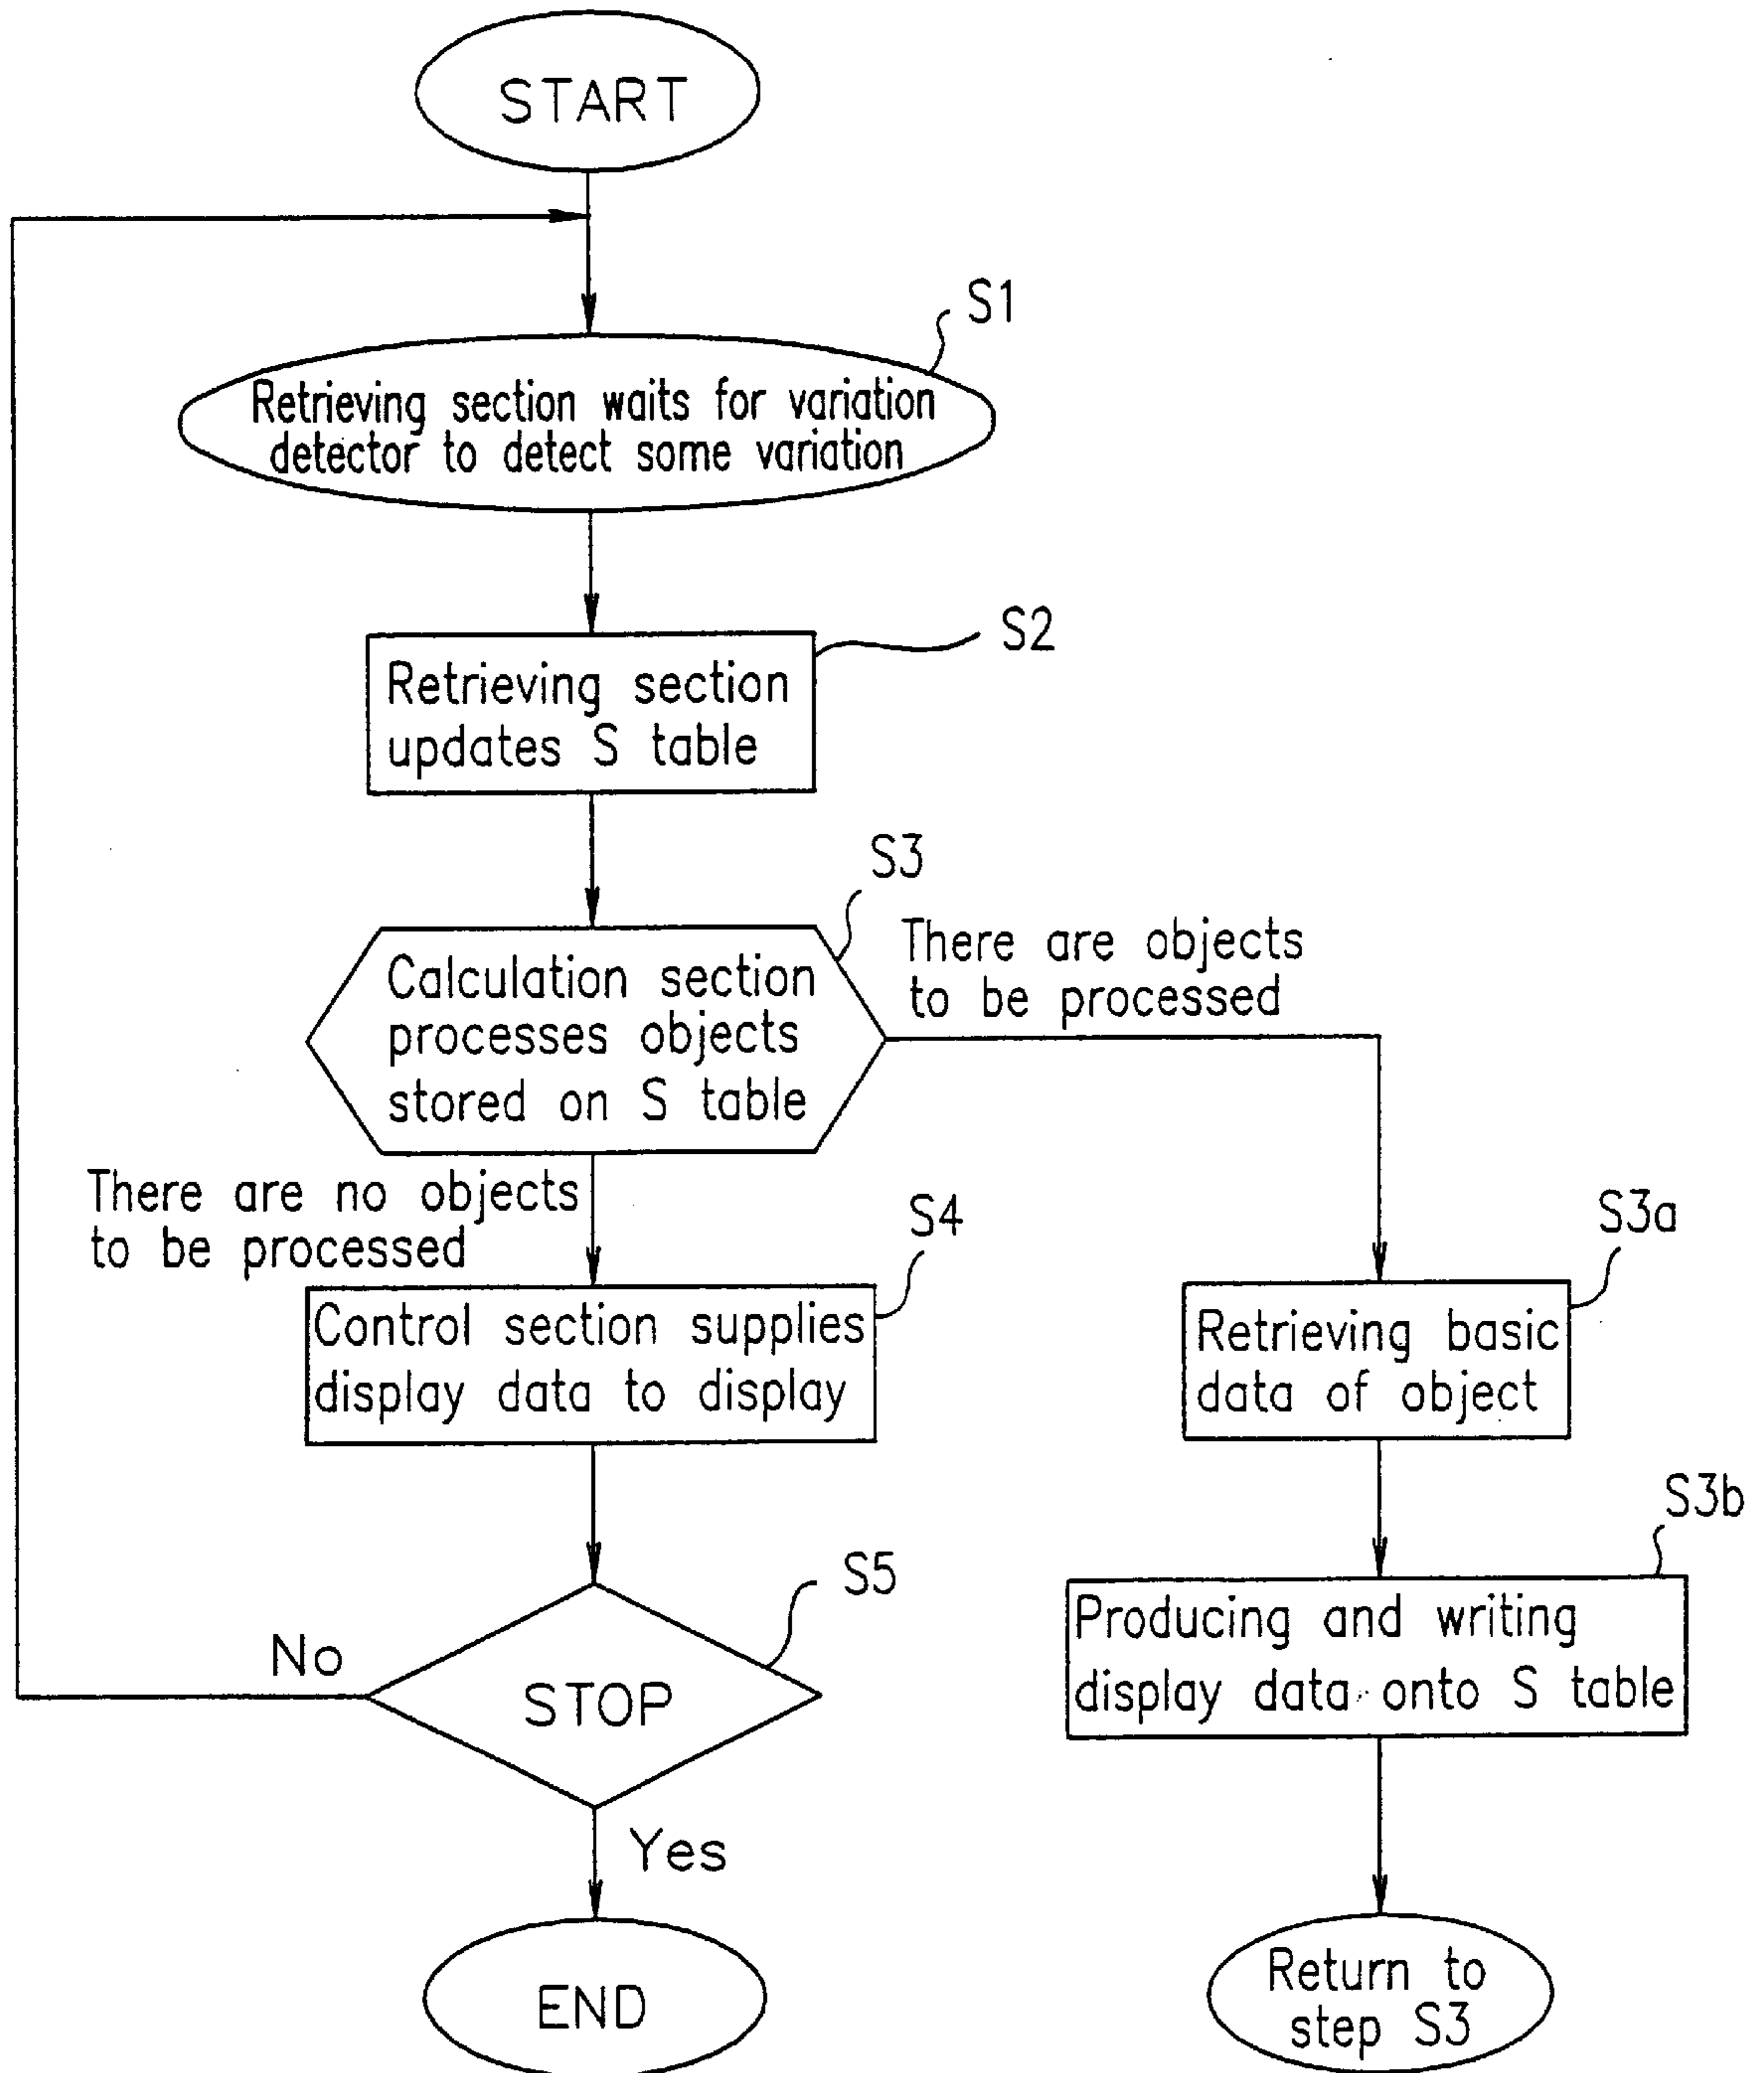 START
S1
Retrieving section waits for variation
detector to detect some variation
S2
Retrieving section
updates S table
S3
Calculation section
processes objects
stored on S table
There are objects
to be processed
There are no objects
to be processed
S4
Control section supplies
display data to display
S3a
Retrieving basic
data of object
S3b
Producing and writing
display data onto S table
S5
STOP
No
Yes
END
Return to
step S3